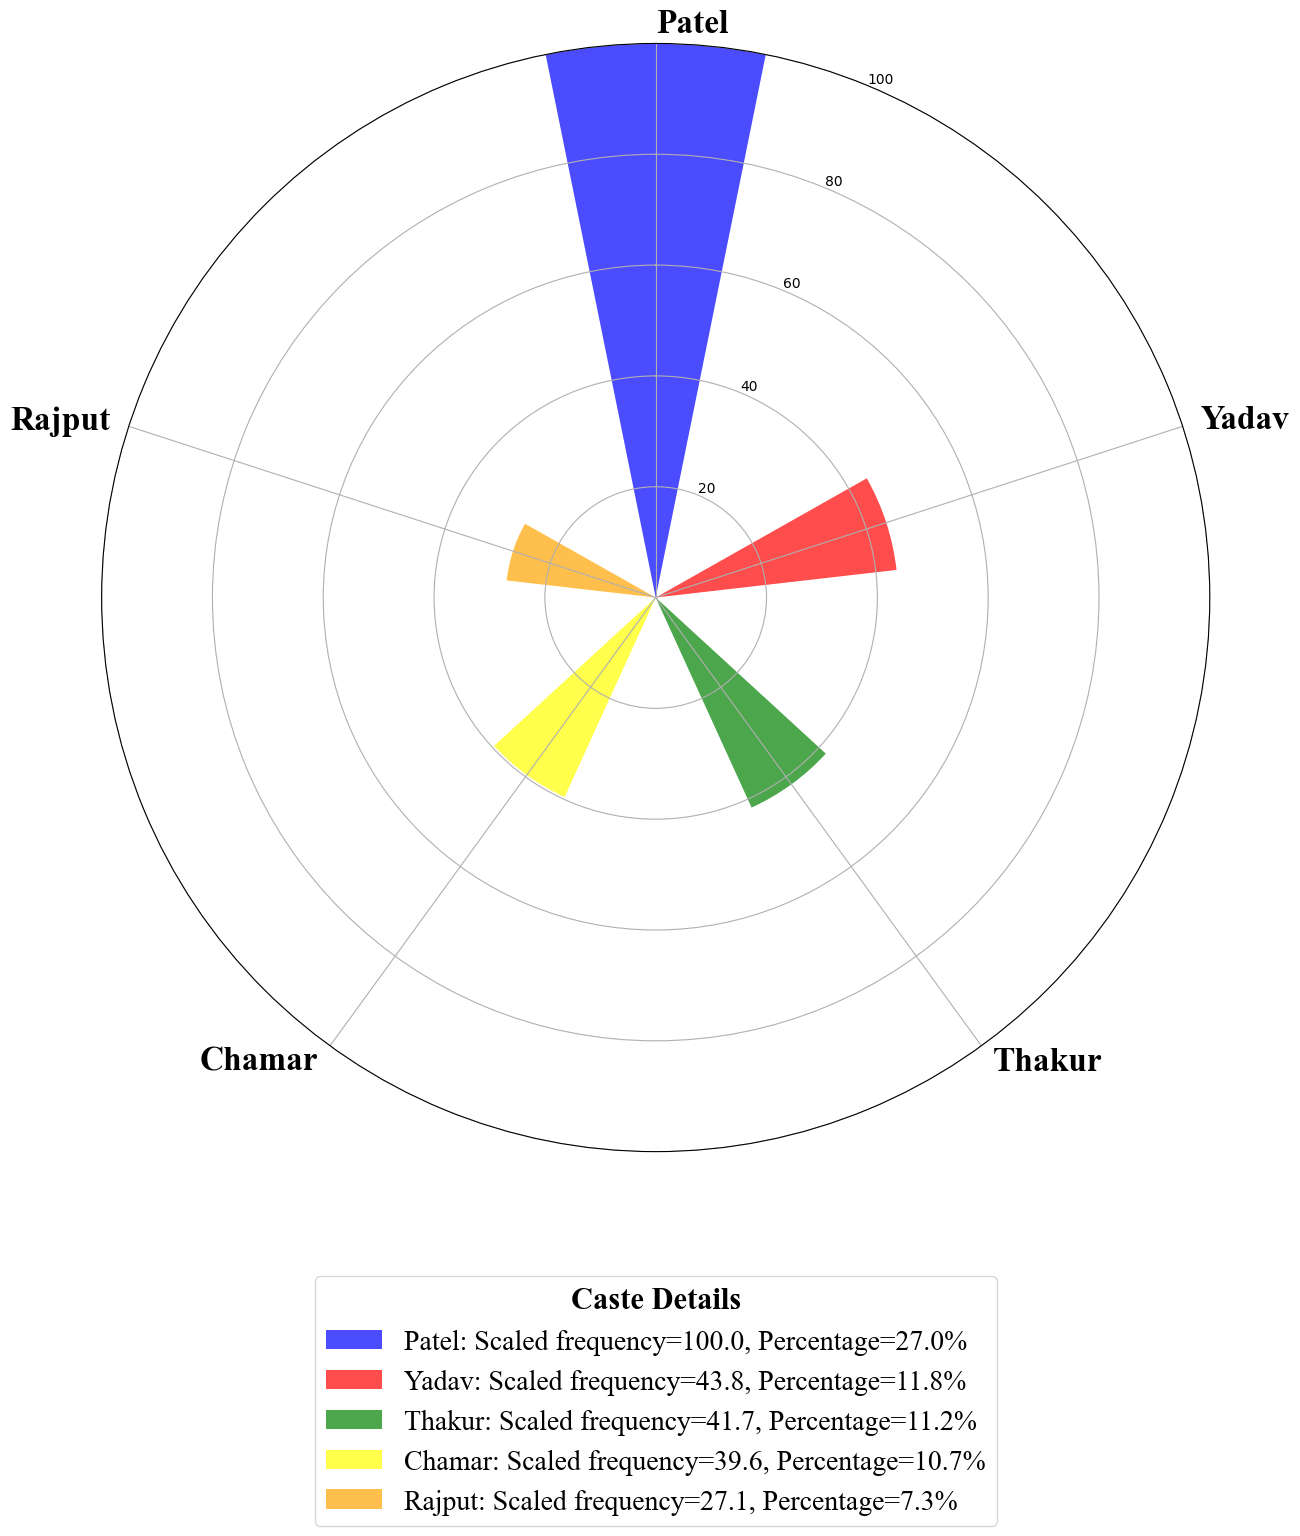 Patel
100
80
60
40
20
Rajput
Yadav
Chamar
Thakur
Caste Details
Patel: Scaled frequency=100.0, Percentage=27.0%
Yadav: Scaled frequency=43.8, Percentage=11.8%
Thakur: Scaled frequency=41.7, Percentage=11.2%
Chamar: Scaled frequency=39.6, Percentage=10.7%
Rajput: Scaled frequency=27.1, Percentage=7.3%